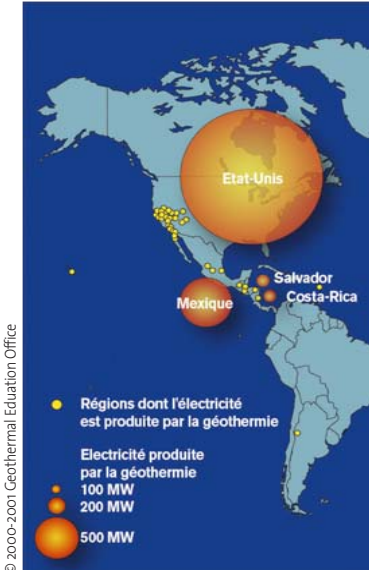 Etat-Unis
Salvador
Costa-Rica
Mexique
Régions dont l'électricité
est produite par la géothermie
Electricité produite
par la géothermie
100 MW
200 MW
500 MW
© 2000-2001 Geothermal Eduation Office